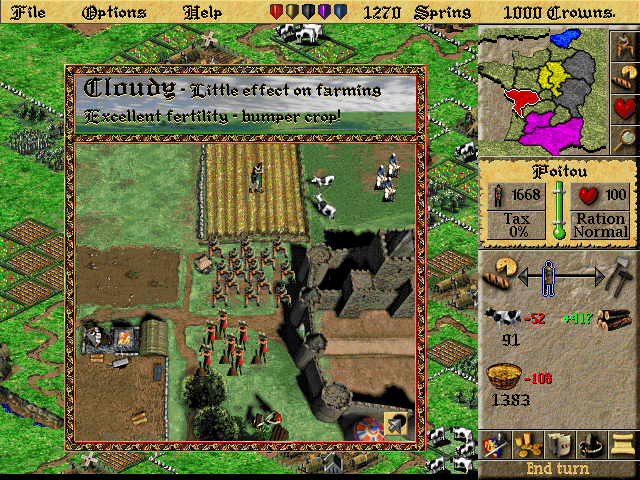 File Options Help 1270 Spring 1000 Crowns.
Cloudy - Little effect on farming
Excellent fertility - bumper crop!
Poitou
1668 100
Tax Ration
0% Normal
-52 +417
91
-106
1383
End turn